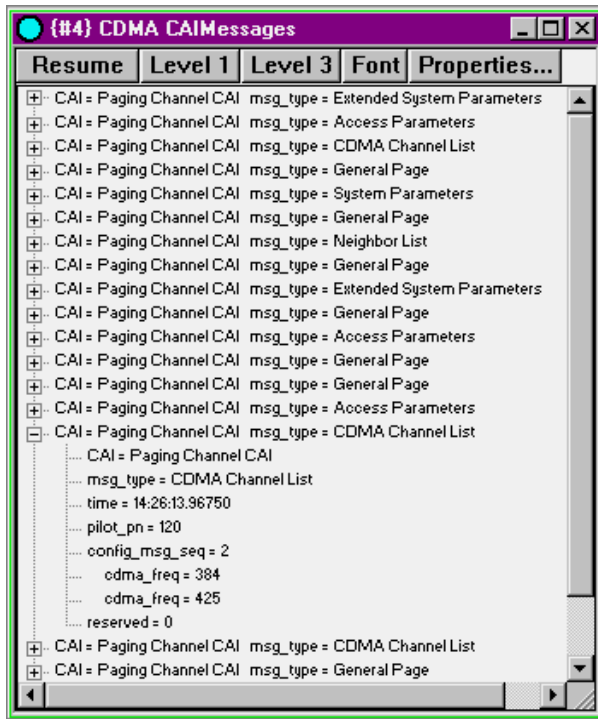 {#4} CDMA CAIMessages
Resume Level 1 Level 3 Font Properties...
CAI = Paging Channel CAI msg_type = Extended System Parameters
CAI = Paging Channel CAI msg_type = Access Parameters
CAI = Paging Channel CAI msg_type = CDMA Channel List
CAI = Paging Channel CAI msg_type = General Page
CAI = Paging Channel CAI msg_type = System Parameters
CAI = Paging Channel CAI msg_type = General Page
CAI = Paging Channel CAI msg_type = Neighbor List
CAI = Paging Channel CAI msg_type = General Page
CAI = Paging Channel CAI msg_type = Extended System Parameters
CAI = Paging Channel CAI msg_type = General Page
CAI = Paging Channel CAI msg_type = Access Parameters
CAI = Paging Channel CAI msg_type = General Page
CAI = Paging Channel CAI msg_type = General Page
CAI = Paging Channel CAI msg_type = Access Parameters
CAI = Paging Channel CAI msg_type = CDMA Channel List
CAI = Paging Channel CAI
msg_type = CDMA Channel List
time = 14:26:13.96750
pilot_pn = 120
config_msg_seq = 2
cdma_freq = 384
cdma_freq = 425
reserved = 0
CAI = Paging Channel CAI msg_type = CDMA Channel List
CAI = Paging Channel CAI msg_type = General Page